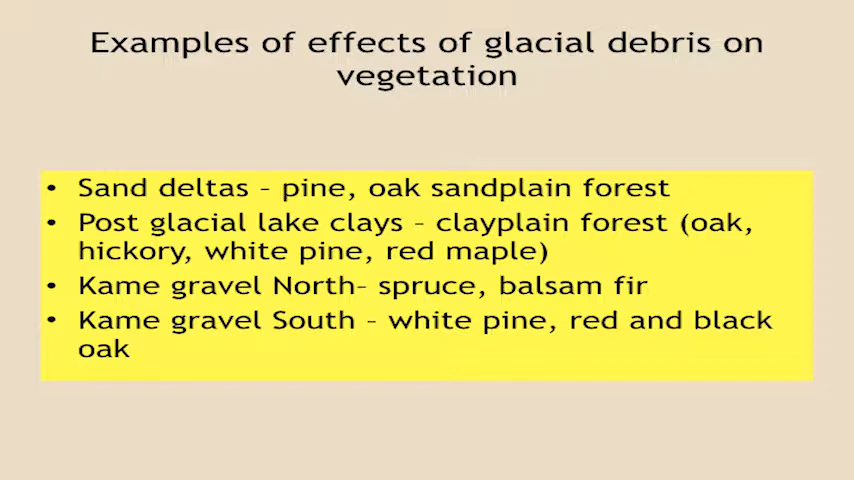 Examples of effects of glacial debris on
vegetation
• Sand deltas – pine, oak sandplain forest
• Post glacial lake clays – clayplain forest (oak,
hickory, white pine, red maple)
• Kame gravel North– spruce, balsam fir
• Kame gravel South – white pine, red and black
oak